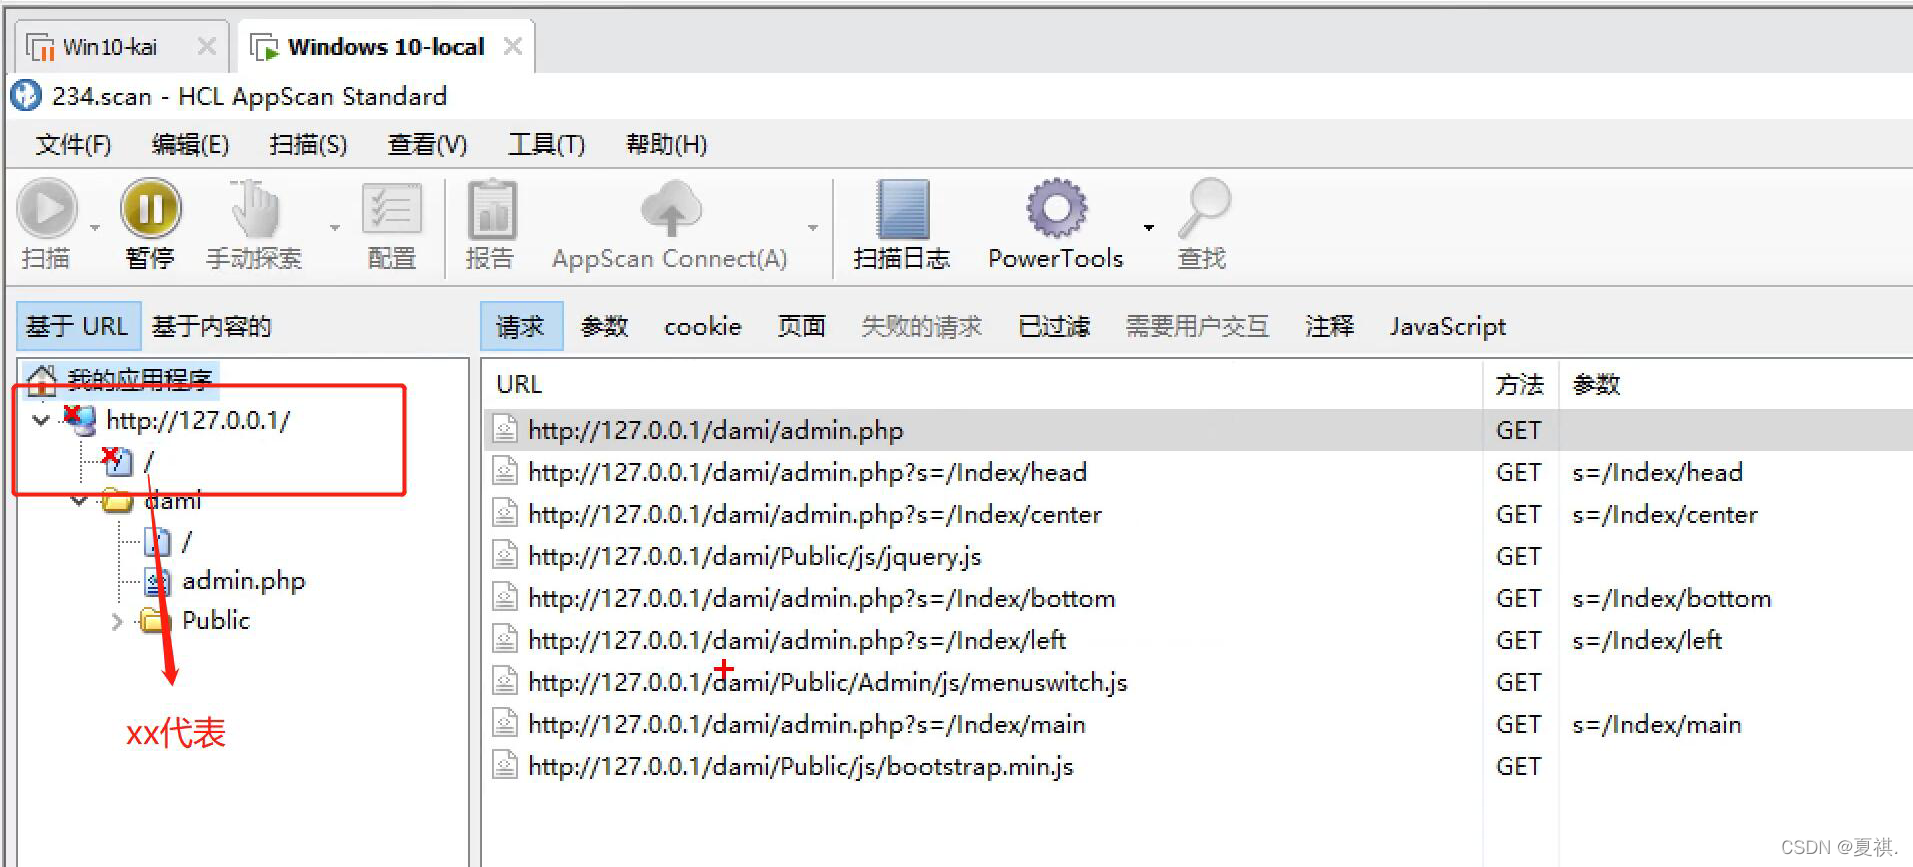 Win10-kai
Windows 10-local
234.scan - HCL AppScan Standard
文件(F) 编辑(E) 扫描(S) 查看(V) 工具(T) 帮助(H)
扫描 暂停 手动探索 配置 报告 AppScan Connect(A) 扫描日志 PowerTools 查找
基于 URL 基于内容的
请求 参数 cookie 页面 失败的请求 已过滤 需要用户交互 注释 JavaScript
我的应用程序
http://127.0.0.1/
/
dami
/
admin.php
Public
xx代表
URL 方法 参数
http://127.0.0.1/dami/admin.php GET
http://127.0.0.1/dami/admin.php?s=/Index/head GET s=/Index/head
http://127.0.0.1/dami/admin.php?s=/Index/center GET s=/Index/center
http://127.0.0.1/dami/Public/js/jquery.js GET
http://127.0.0.1/dami/admin.php?s=/Index/bottom GET s=/Index/bottom
http://127.0.0.1/dami/admin.php?s=/Index/left GET s=/Index/left
http://127.0.0.1/dami/Public/Admin/js/menuswitch.js GET
http://127.0.0.1/dami/admin.php?s=/Index/main GET s=/Index/main
http://127.0.0.1/dami/Public/js/bootstrap.min.js GET
CSDN @夏祺.